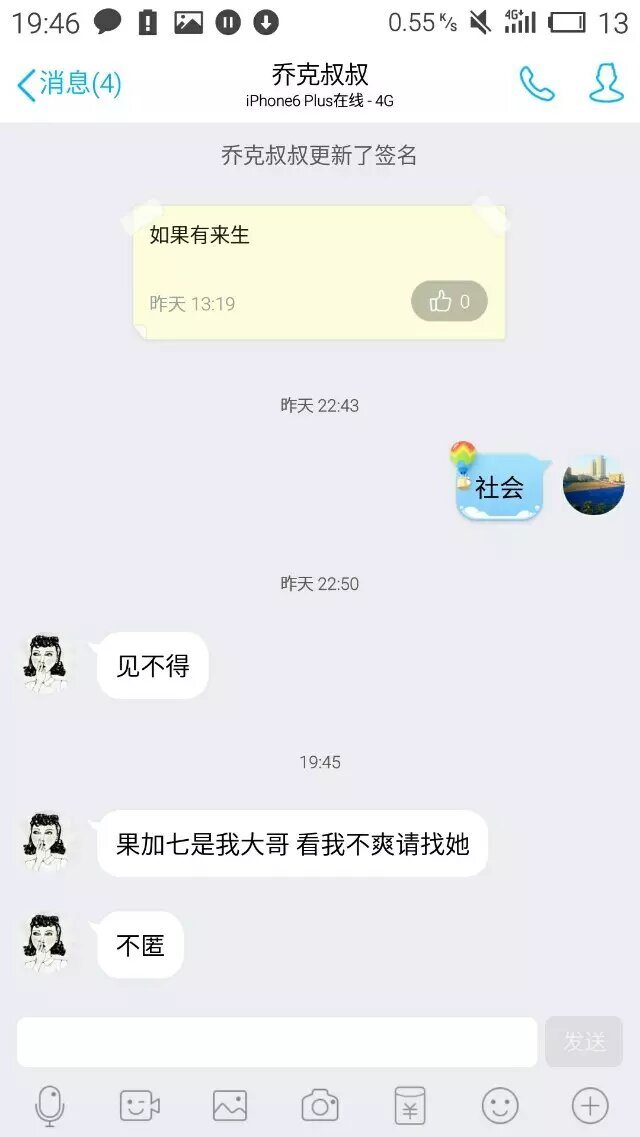 19:46 0.55 K/s 4G+ 13
消息(4)
乔克叔叔
iPhone6 Plus在线 - 4G
乔克叔叔更新了签名
如果有来生
昨天 13:19
0
昨天 22:43
社会
昨天 22:50
见不得
19:45
果加七是我大哥 看我不爽请找她
不匿
发送